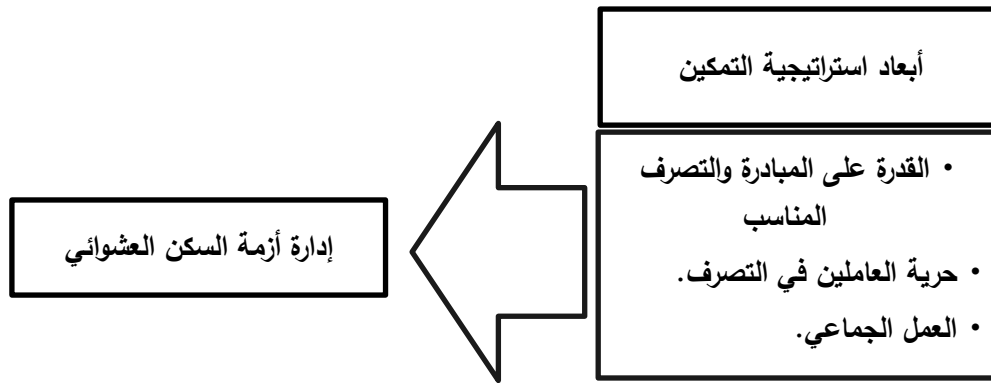 أبعاد استراتيجية التمكين
• القدرة على المبادرة والتصرف
المناسب
• حرية العاملين في التصرف.
• العمل الجماعي.
إدارة أزمة السكن العشوائي